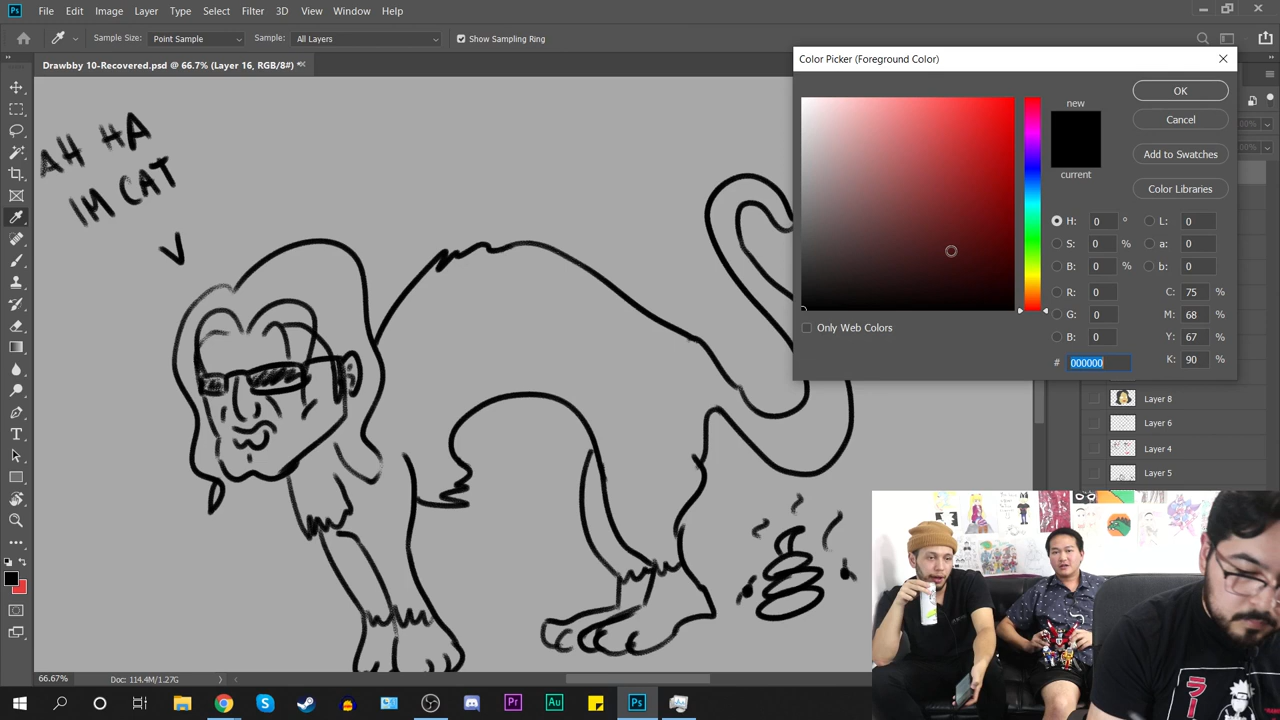 Ps File Edit Image Layer Type Select Filter 3D View Window Help
Sample Size: Point Sample Sample: All Layers Show Sampling Ring
Drawbby 10-Recovered.psd @ 66.7% (Layer 16, RGB/8#) *
Color Picker (Foreground Color)
new
current
OK
Cancel
Add to Swatches
Color Libraries
H: 0 ° L: 0
S: 0 % a: 0
B: 0 % b: 0
R: 0 C: 75 %
G: 0 M: 68 %
B: 0 Y: 67 %
# 000000 K: 90 %
Only Web Colors
AH HA
IM CAT
Layer 8
Layer 6
Layer 4
Layer 5
66.67% Doc: 114.4M/1.27G
Pr Au Ps